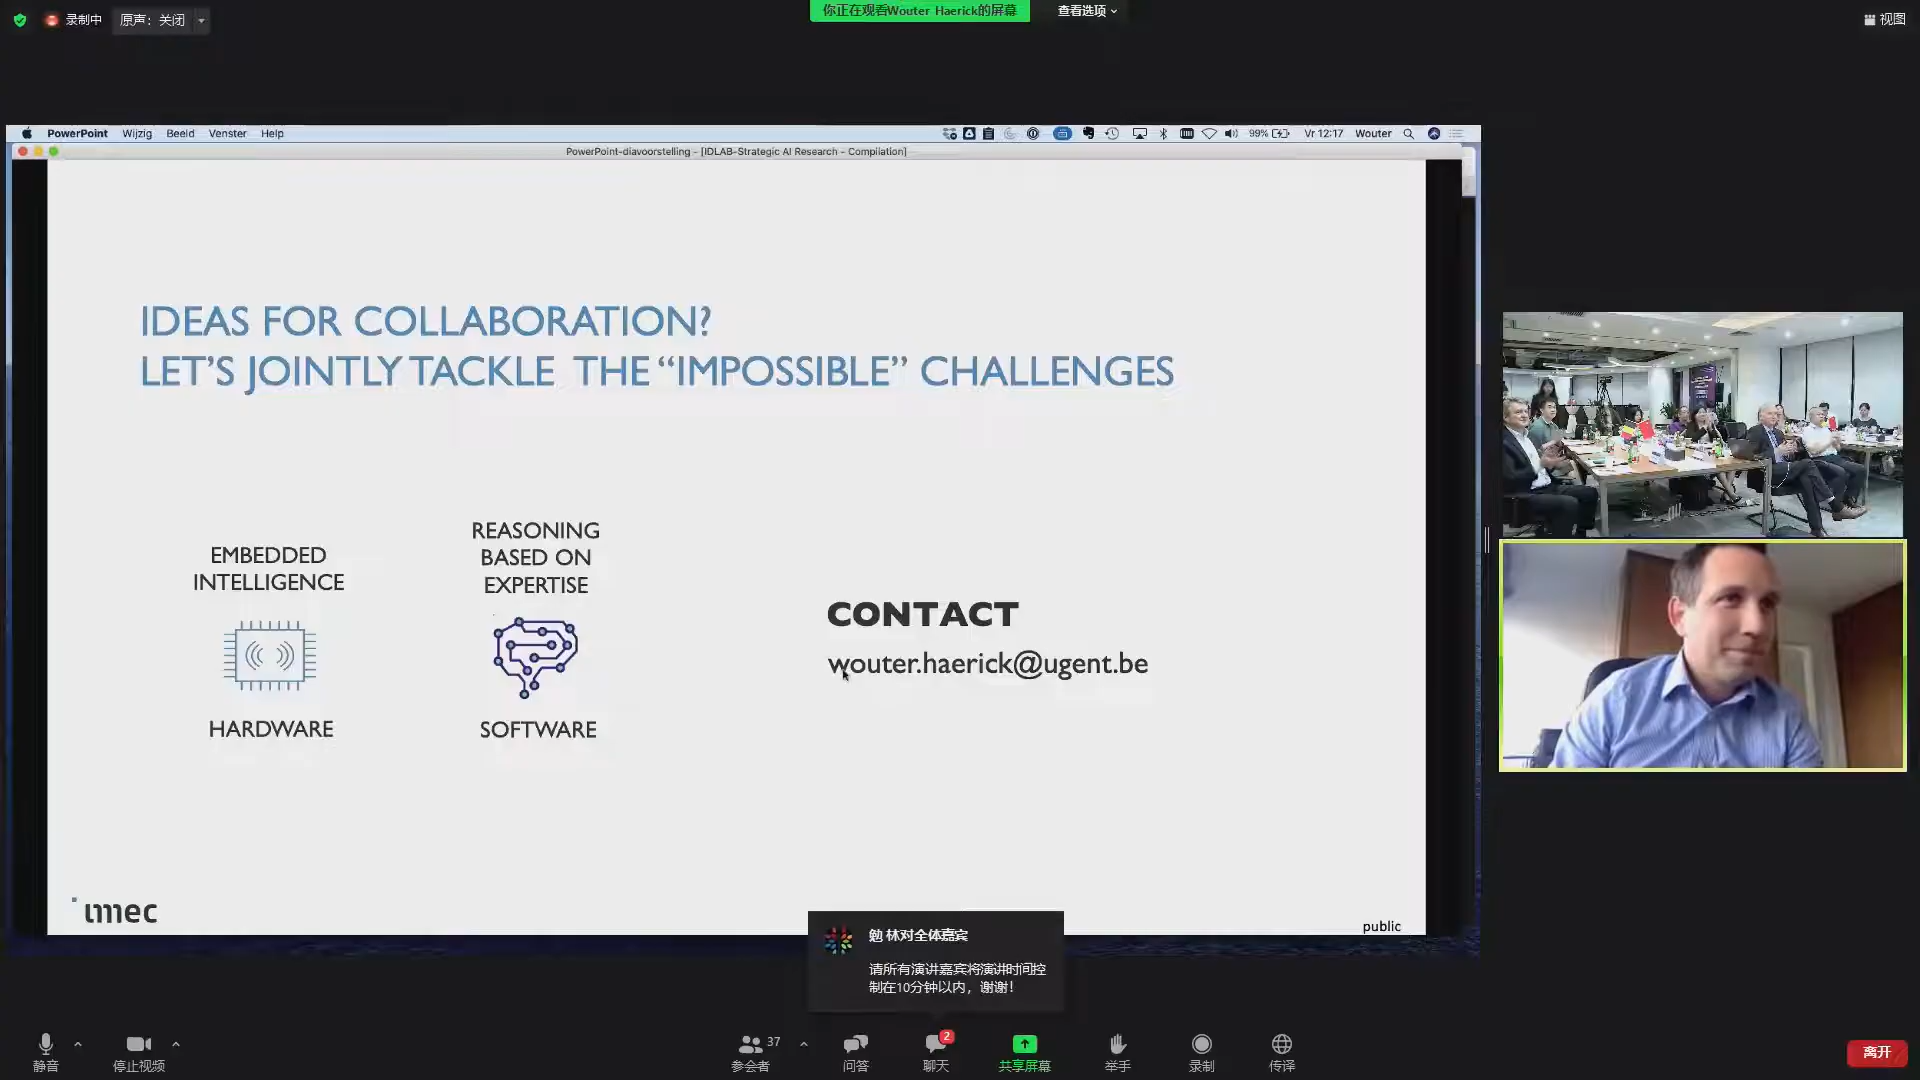 录制中
原声：关闭
你正在观看Wouter Haerick的屏幕
查看选项
视图
PowerPoint Wijzig Beeld Venster Help
99% Vr 12:17 Wouter
PowerPoint-diavoorstelling - [IDLAB-Strategic AI Research - Compilation]
IDEAS FOR COLLABORATION?
LET’S JOINTLY TACKLE THE “IMPOSSIBLE” CHALLENGES
EMBEDDED
INTELLIGENCE
HARDWARE
REASONING
BASED ON
EXPERTISE
SOFTWARE
CONTACT
wouter.haerick@ugent.be
imec
public
勉 林对全体嘉宾
请所有演讲嘉宾将演讲时间控
制在10分钟以内，谢谢！
静音
停止视频
37
参会者
问答
2
聊天
共享屏幕
举手
录制
传译
离开